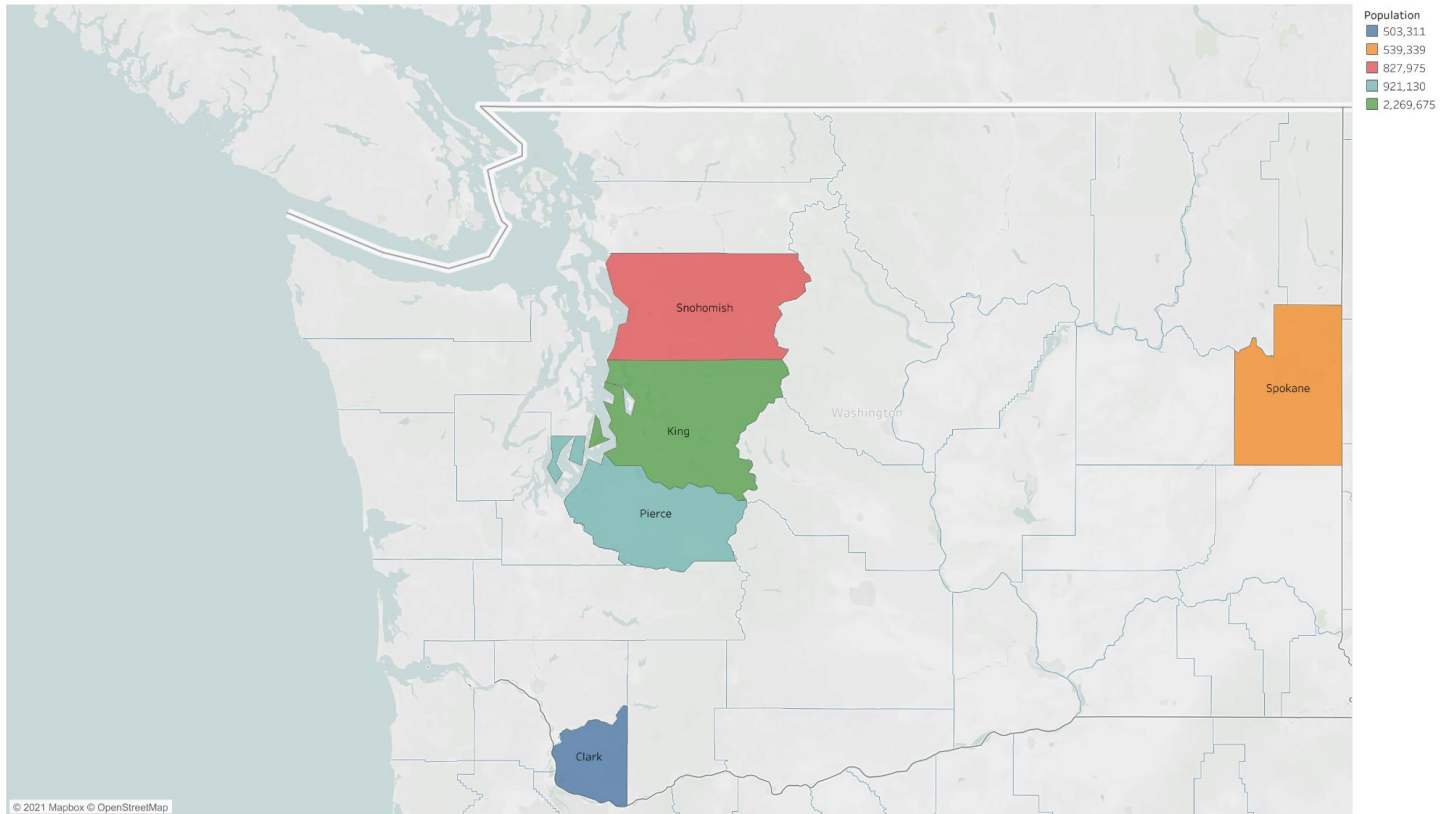 Population
503,311
539,339
827,975
921,130
2,269,675
Snohomish
Spokane
Washington
King
Pierce
Clark
© 2021 Mapbox © OpenStreetMap